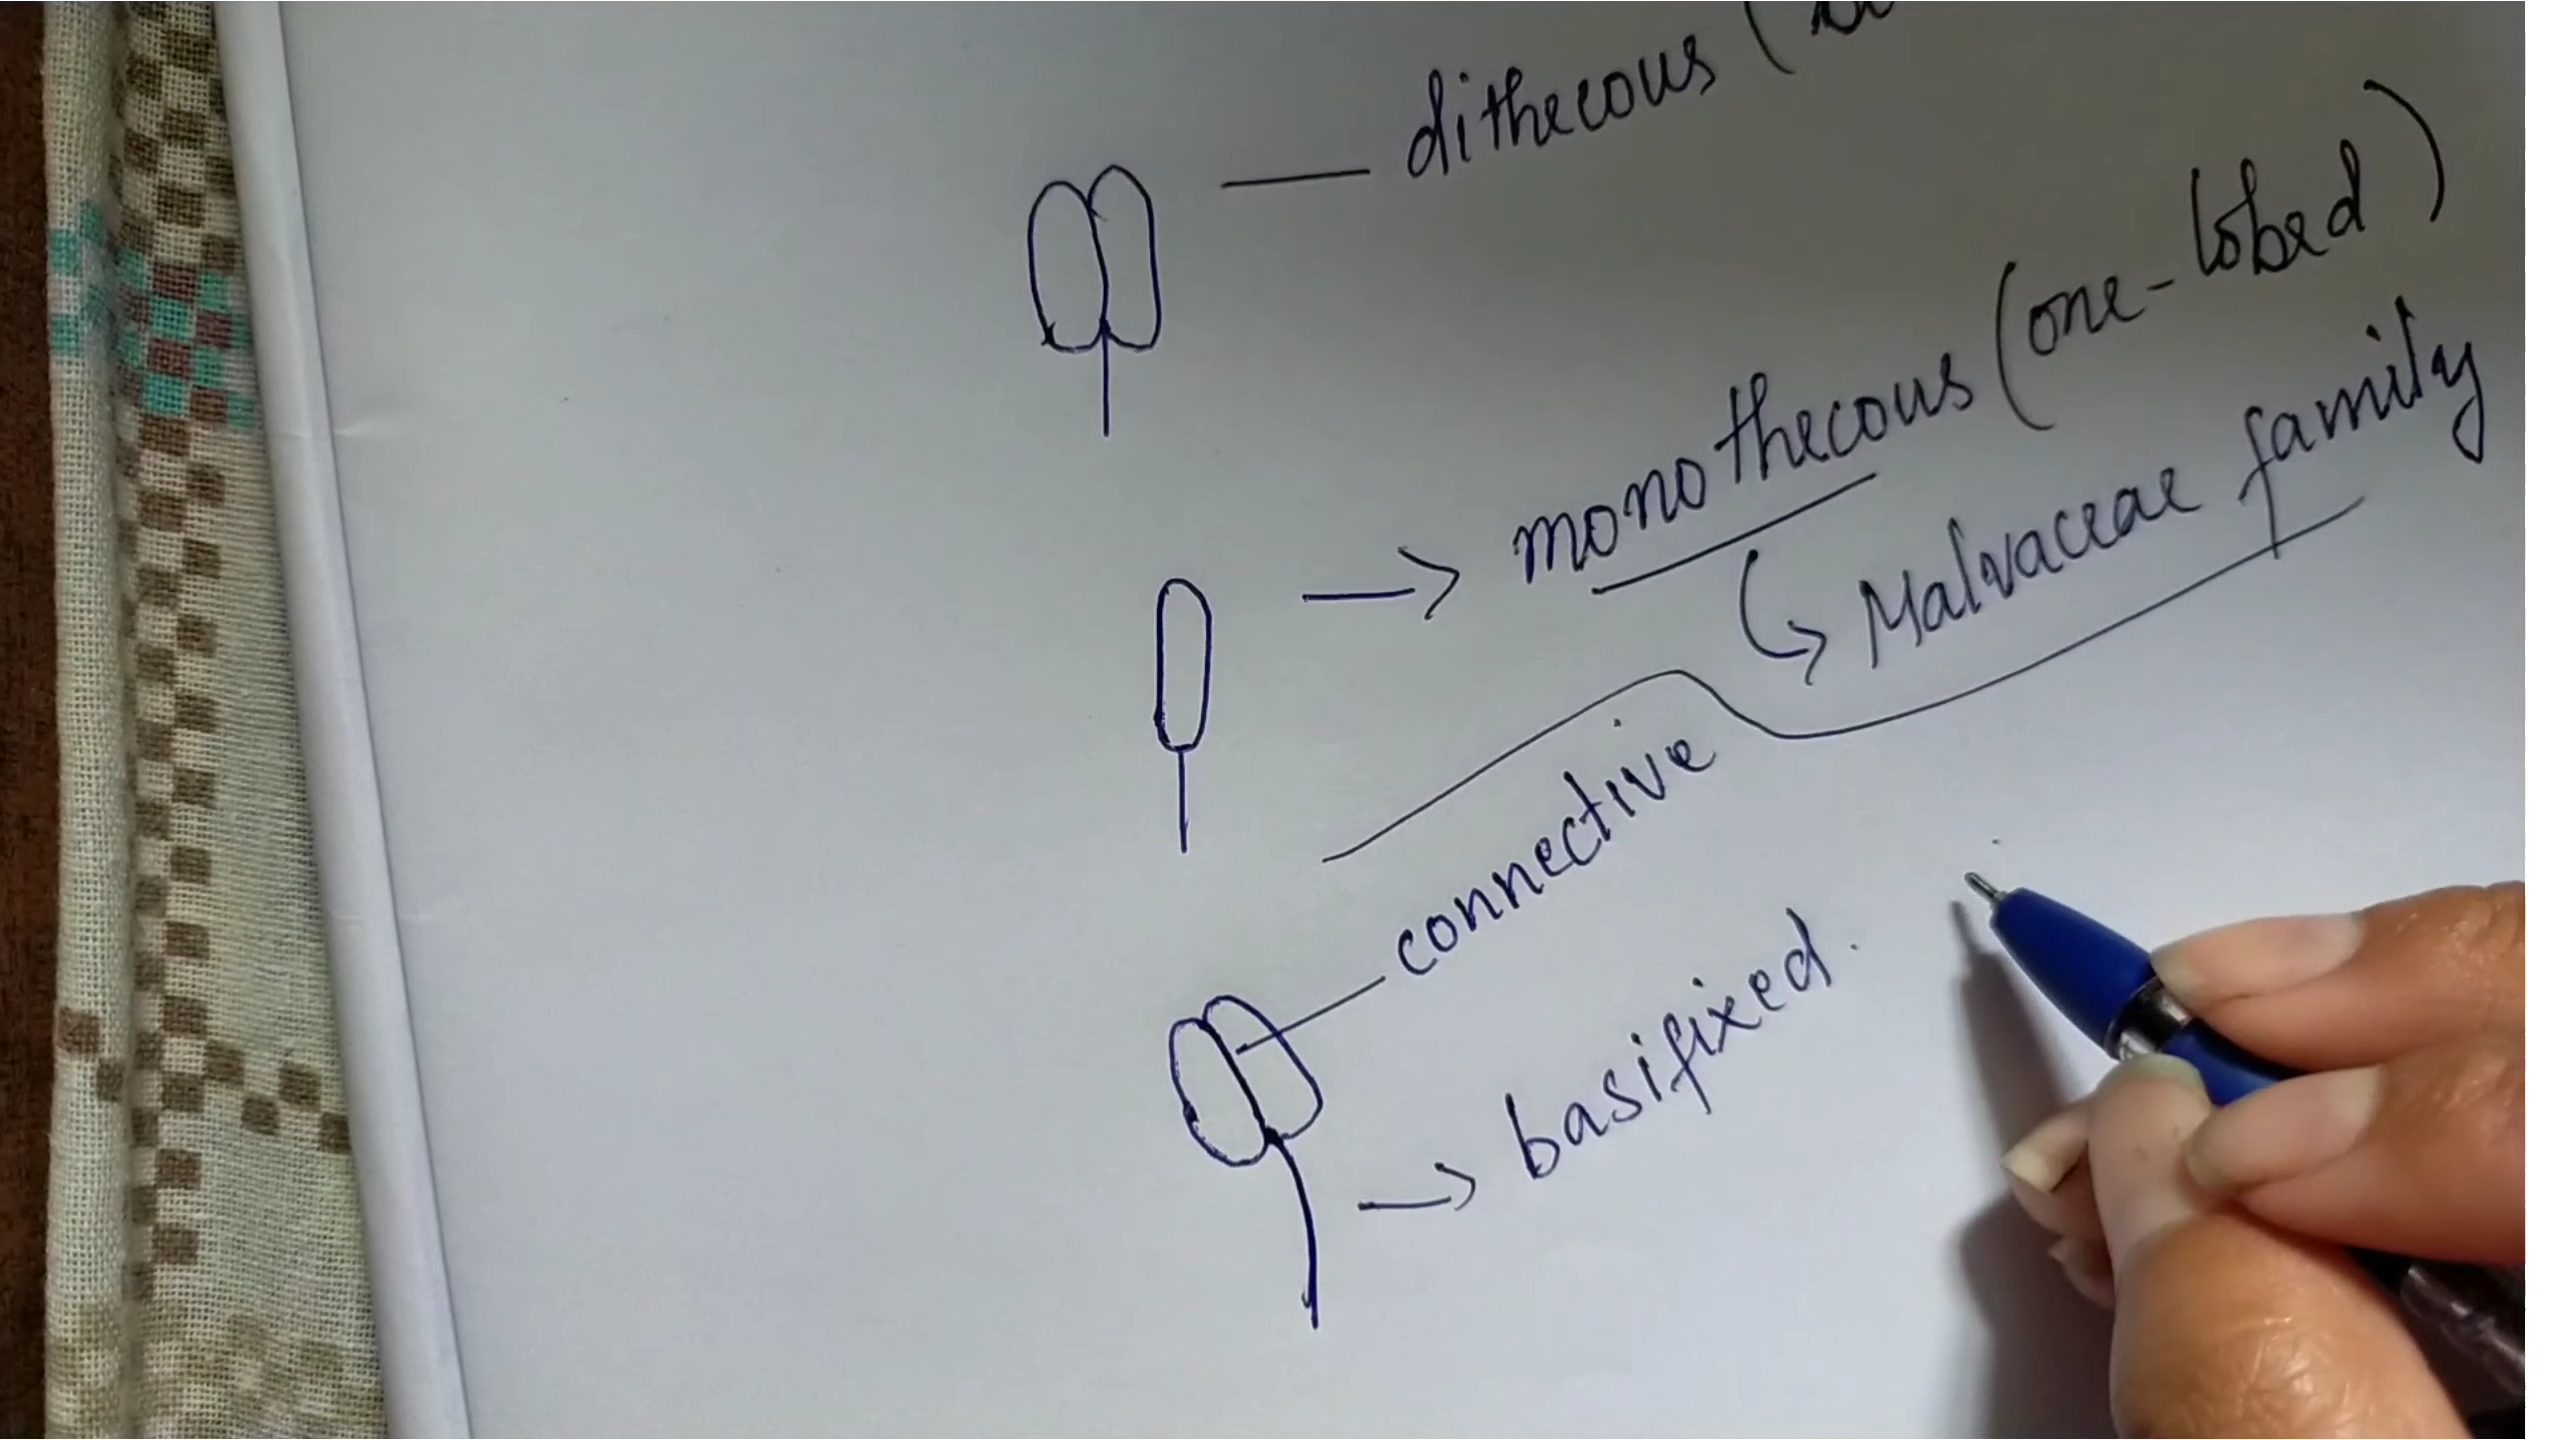 dithecous (
monothecous (one-lobed)
Malvaceae family
connective
basifixed.